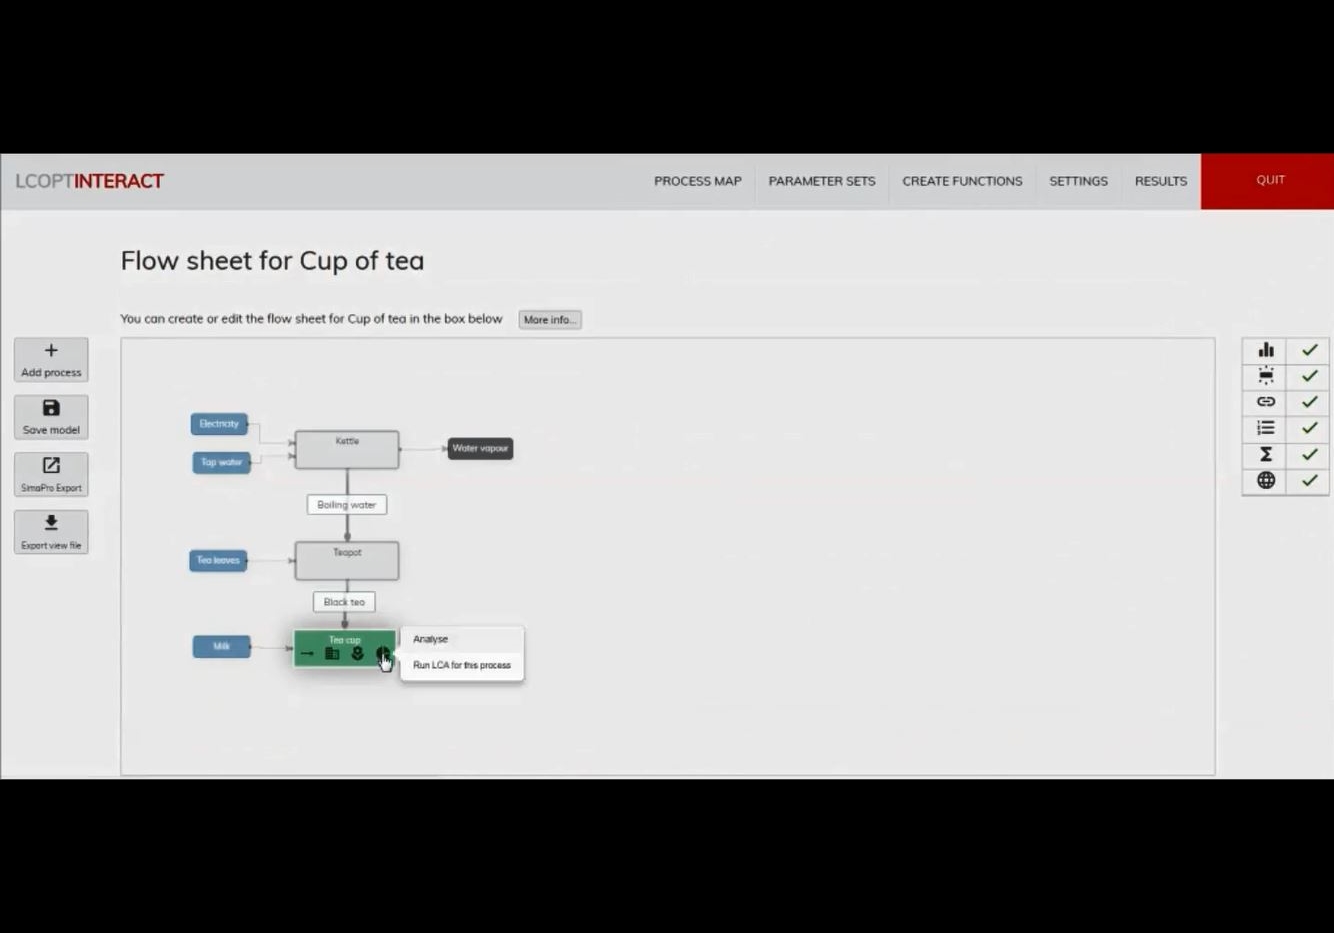 LCOPTINTERACT
PROCESS MAP
PARAMETER SETS
CREATE FUNCTIONS
SETTINGS
RESULTS
QUIT
Flow sheet for Cup of tea
You can create or edit the flow sheet for Cup of tea in the box below
More info...
Add process
Save model
SimaPro Export
Export view file
Electricity
Kettle
Water vapour
Tap water
Boiling water
Tea leaves
Teapot
Black tea
Milk
Tea cup
Analyse
Run LCA for this process